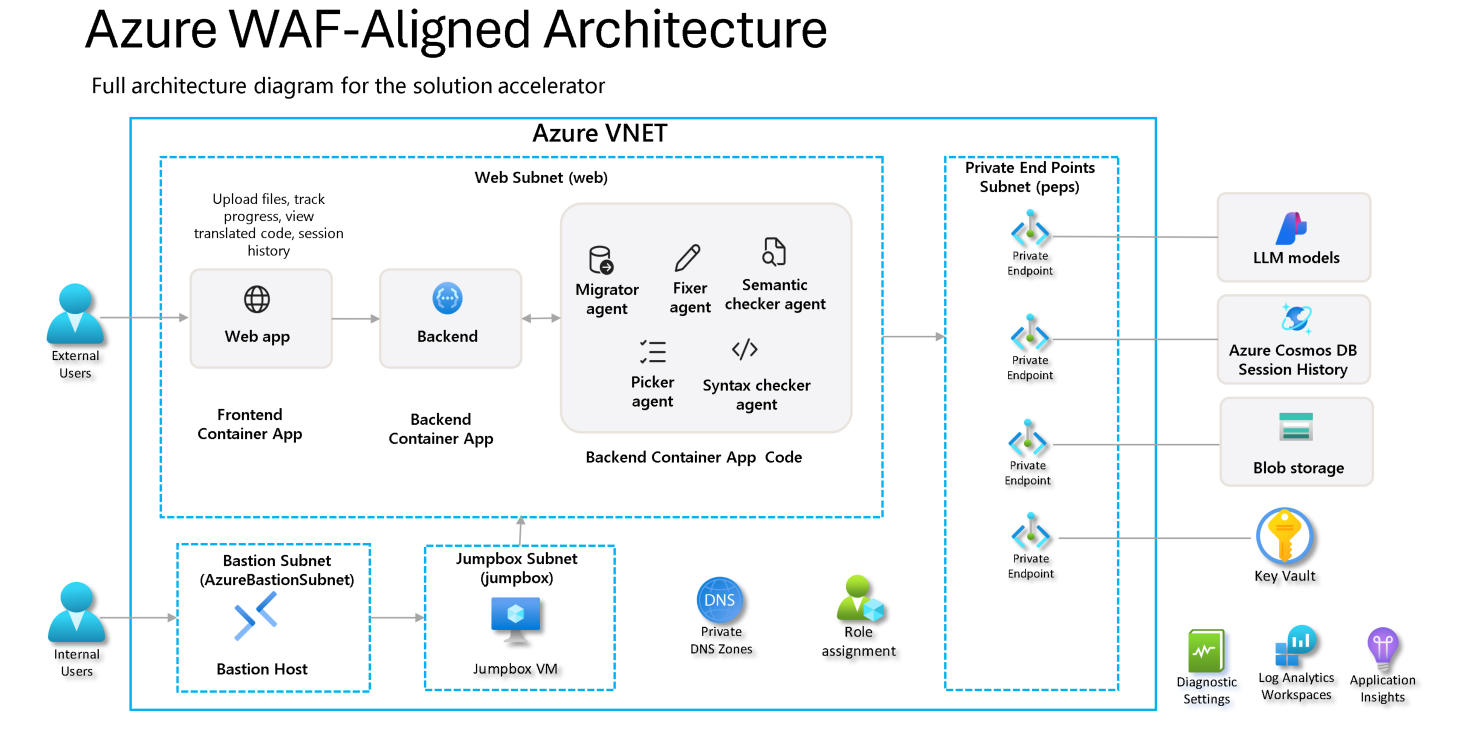 Azure WAF-Aligned Architecture
Full architecture diagram for the solution accelerator
Azure VNET
Web Subnet (web)
Upload files, track
progress, view
translated code, session
history
Web app
Frontend
Container App
Backend
Backend
Container App
Migrator
agent
Fixer
agent
Semantic
checker agent
Picker
agent
Syntax checker
agent
Backend Container App  Code
Private End Points
Subnet (peps)
Private
Endpoint
Private
Endpoint
Private
Endpoint
Private
Endpoint
LLM models
Azure Cosmos DB
Session History
Blob storage
Key Vault
External
Users
Internal
Users
Bastion Subnet
(AzureBastionSubnet)
Bastion Host
Jumpbox Subnet
(jumpbox)
Jumpbox VM
DNS
Private
DNS Zones
Role
assignment
Diagnostic
Settings
Log Analytics
Workspaces
Application
Insights